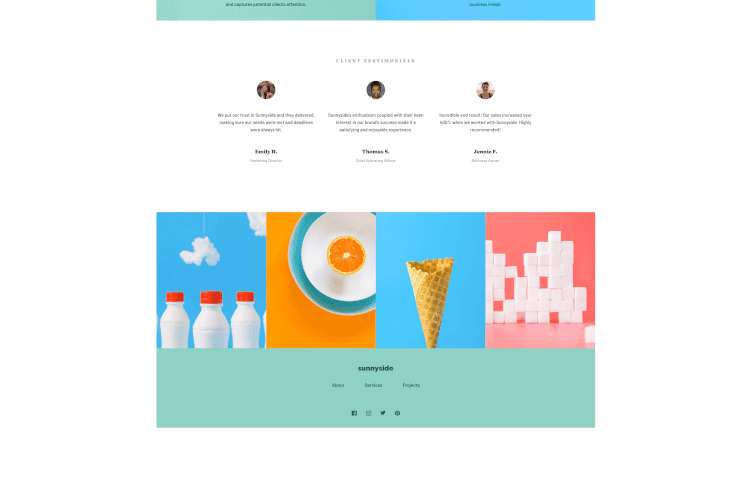 and captures potential clients attention.
business image.
CLIENT TESTIMONIALS
We put our trust in Sunnyside and they delivered,
making sure our needs were met and deadlines
were always hit.
Sunnyside's enthusiasm coupled with their keen
interest in our brand's success made it a
satisfying and enjoyable experience.
Incredible end result! Our sales increased over
400% when we worked with Sunnyside. Highly
recommended!
Emily R.
Thomas S.
Jennie F.
Marketing Director
Chief Operating Officer
Business Owner
sunnyside
About
Services
Projects